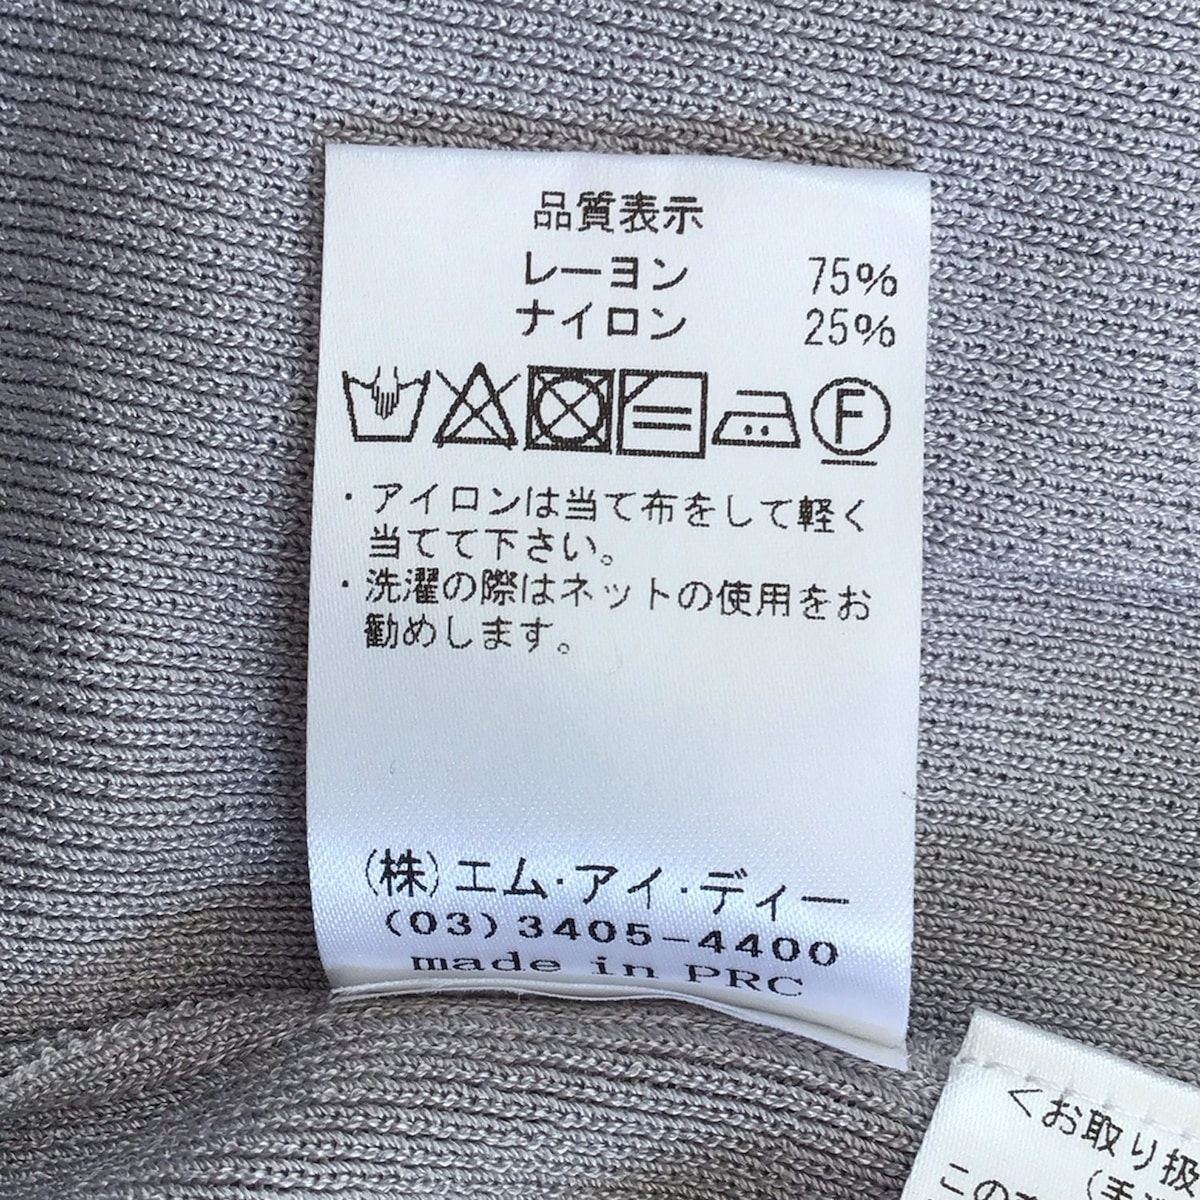 品質表示
レーヨン 75%
ナイロン 25%
F
・アイロンは当て布をして軽く
当てて下さい。
・洗濯の際はネットの使用をお
勧めします。
(株)エム・アイ・ディー
(03)3405-4400
made in PRC
<お取り扱
この